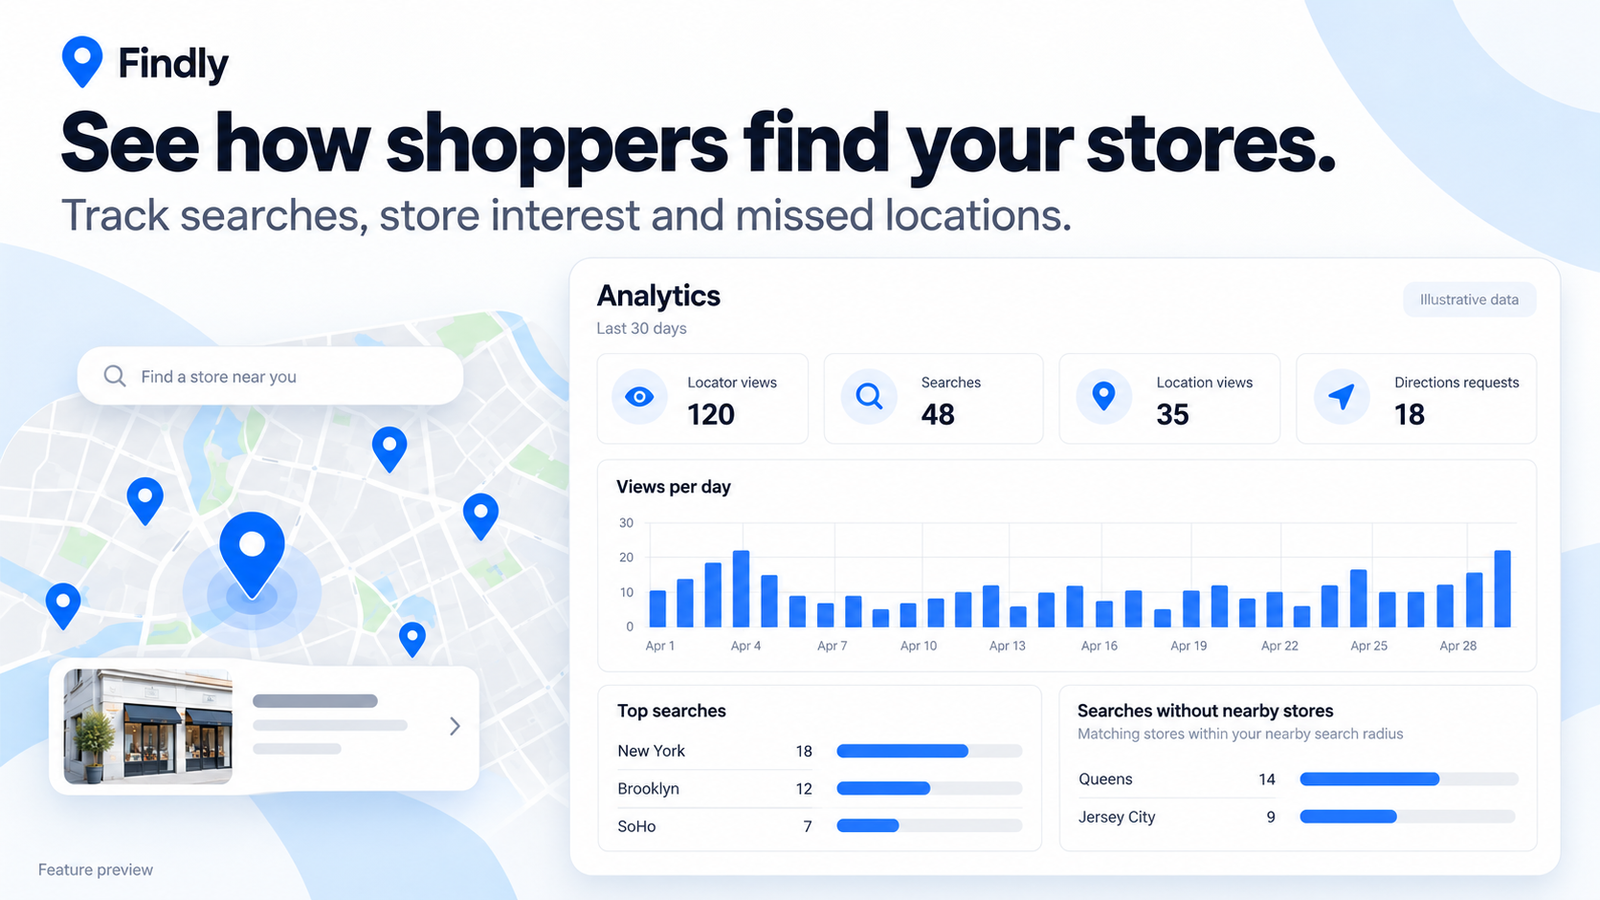 Findly
See how shoppers find your stores.
Track searches, store interest and missed locations.
Find a store near you
Feature preview
Analytics
Illustrative data
Last 30 days
Locator views
120
Searches
48
Location views
35
Directions requests
18
Views per day
30
20
10
0
Apr 1 Apr 4 Apr 7 Apr 10 Apr 13 Apr 16 Apr 19 Apr 22 Apr 25 Apr 28
Top searches
New York 18
Brooklyn 12
SoHo 7
Searches without nearby stores
Matching stores within your nearby search radius
Queens 14
Jersey City 9